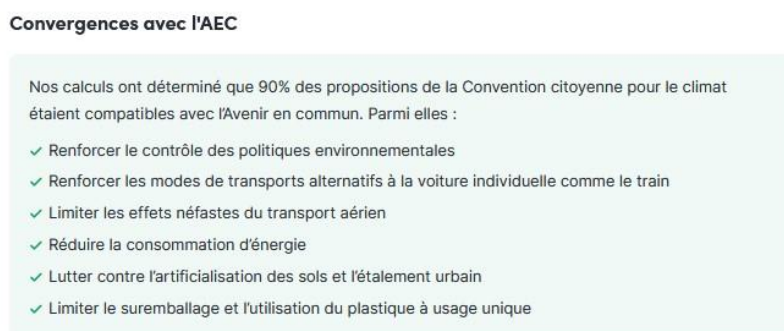 Convergences avec l'AEC
Nos calculs ont déterminé que 90% des propositions de la Convention citoyenne pour le climat
étaient compatibles avec l’Avenir en commun. Parmi elles :
✓ Renforcer le contrôle des politiques environnementales
✓ Renforcer les modes de transports alternatifs à la voiture individuelle comme le train
✓ Limiter les effets néfastes du transport aérien
✓ Réduire la consommation d’énergie
✓ Lutter contre l’artificialisation des sols et l’étalement urbain
✓ Limiter le suremballage et l’utilisation du plastique à usage unique